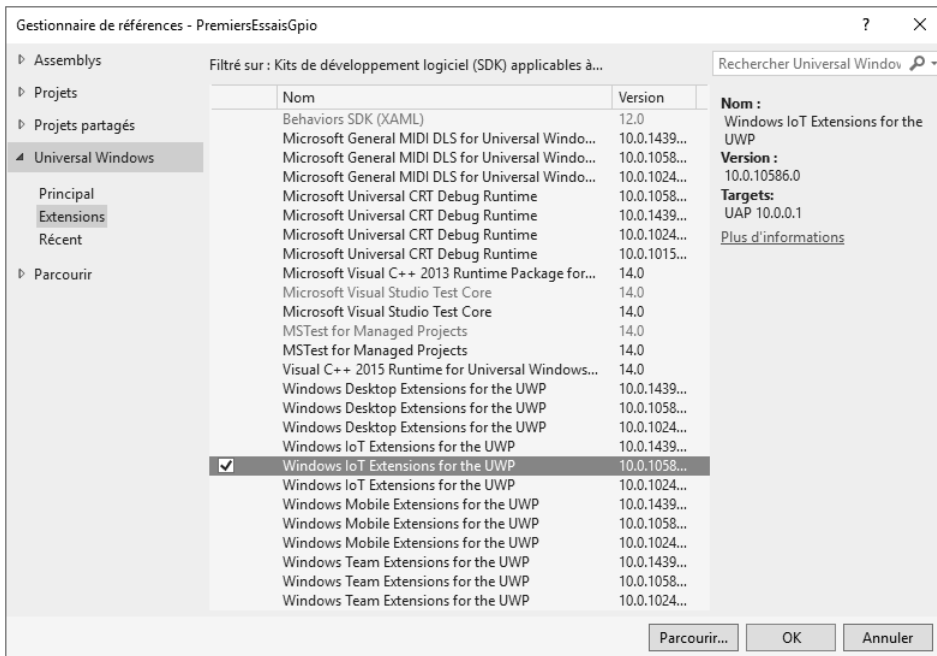 Gestionnaire de références - PremiersEssaisGpio
? ×
Assemblys
Projets
Projets partagés
Universal Windows
Principal
Extensions
Récent
Parcourir
Filtré sur : Kits de développement logiciel (SDK) applicables à...
Nom Version
Behaviors SDK (XAML) 12.0
Microsoft General MIDI DLS for Universal Windo... 10.0.1439...
Microsoft General MIDI DLS for Universal Windo... 10.0.1058...
Microsoft General MIDI DLS for Universal Windo... 10.0.1024...
Microsoft Universal CRT Debug Runtime 10.0.1058...
Microsoft Universal CRT Debug Runtime 10.0.1439...
Microsoft Universal CRT Debug Runtime 10.0.1024...
Microsoft Universal CRT Debug Runtime 10.0.1015...
Microsoft Visual C++ 2013 Runtime Package for... 14.0
Microsoft Visual Studio Test Core 14.0
Microsoft Visual Studio Test Core 14.0
MSTest for Managed Projects 14.0
MSTest for Managed Projects 14.0
Visual C++ 2015 Runtime for Universal Windows... 14.0
Windows Desktop Extensions for the UWP 10.0.1439...
Windows Desktop Extensions for the UWP 10.0.1058...
Windows Desktop Extensions for the UWP 10.0.1024...
Windows IoT Extensions for the UWP 10.0.1439...
Windows IoT Extensions for the UWP 10.0.1058...
Windows IoT Extensions for the UWP 10.0.1024...
Windows Mobile Extensions for the UWP 10.0.1439...
Windows Mobile Extensions for the UWP 10.0.1058...
Windows Mobile Extensions for the UWP 10.0.1024...
Windows Team Extensions for the UWP 10.0.1439...
Windows Team Extensions for the UWP 10.0.1058...
Windows Team Extensions for the UWP 10.0.1024...
Rechercher Universal Window
Nom :
Windows IoT Extensions for the
UWP
Version :
10.0.10586.0
Targets:
UAP 10.0.0.1
Plus d'informations
Parcourir... OK Annuler